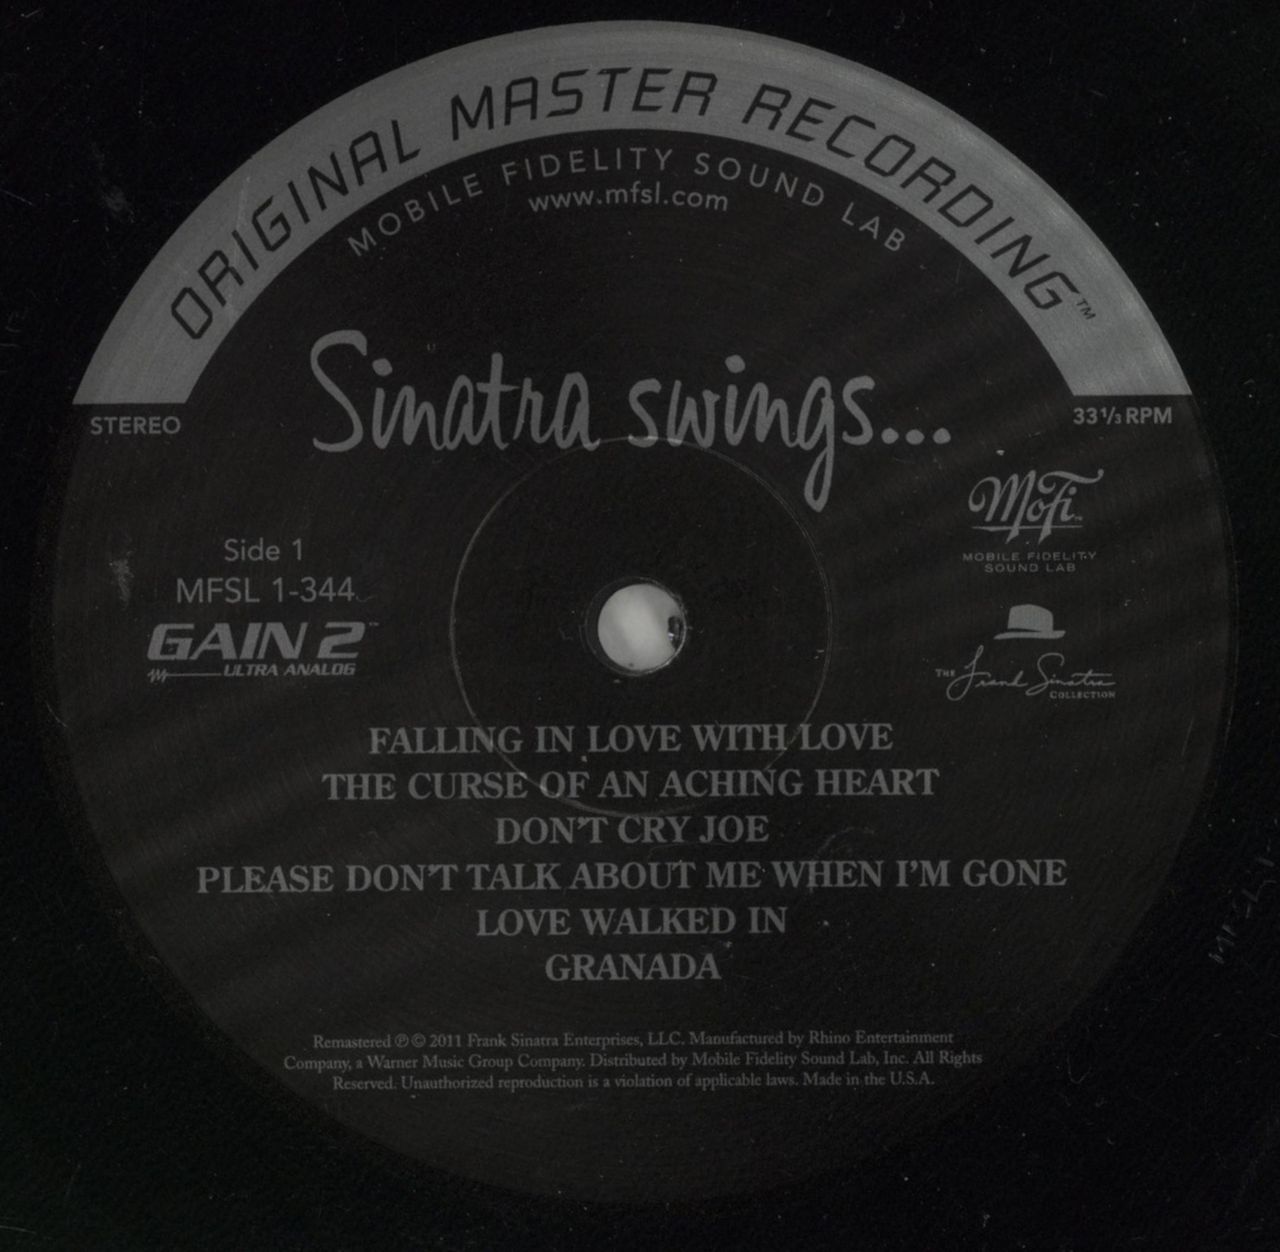 ORIGINAL MASTER RECORDING™
MOBILE FIDELITY SOUND LAB
www.mfsl.com
Sinatra swings...
STEREO
33 1/3 RPM
MoFi™
MOBILE FIDELITY
SOUND LAB
Side 1
MFSL 1-344
GAIN 2™
ULTRA ANALOG
THE Frank Sinatra
COLLECTION
FALLING IN LOVE WITH LOVE
THE CURSE OF AN ACHING HEART
DON'T CRY JOE
PLEASE DON'T TALK ABOUT ME WHEN I'M GONE
LOVE WALKED IN
GRANADA
Remastered ℗ © 2011 Frank Sinatra Enterprises, LLC. Manufactured by Rhino Entertainment
Company, a Warner Music Group Company. Distributed by Mobile Fidelity Sound Lab, Inc. All Rights
Reserved. Unauthorized reproduction is a violation of applicable laws. Made in the U.S.A.